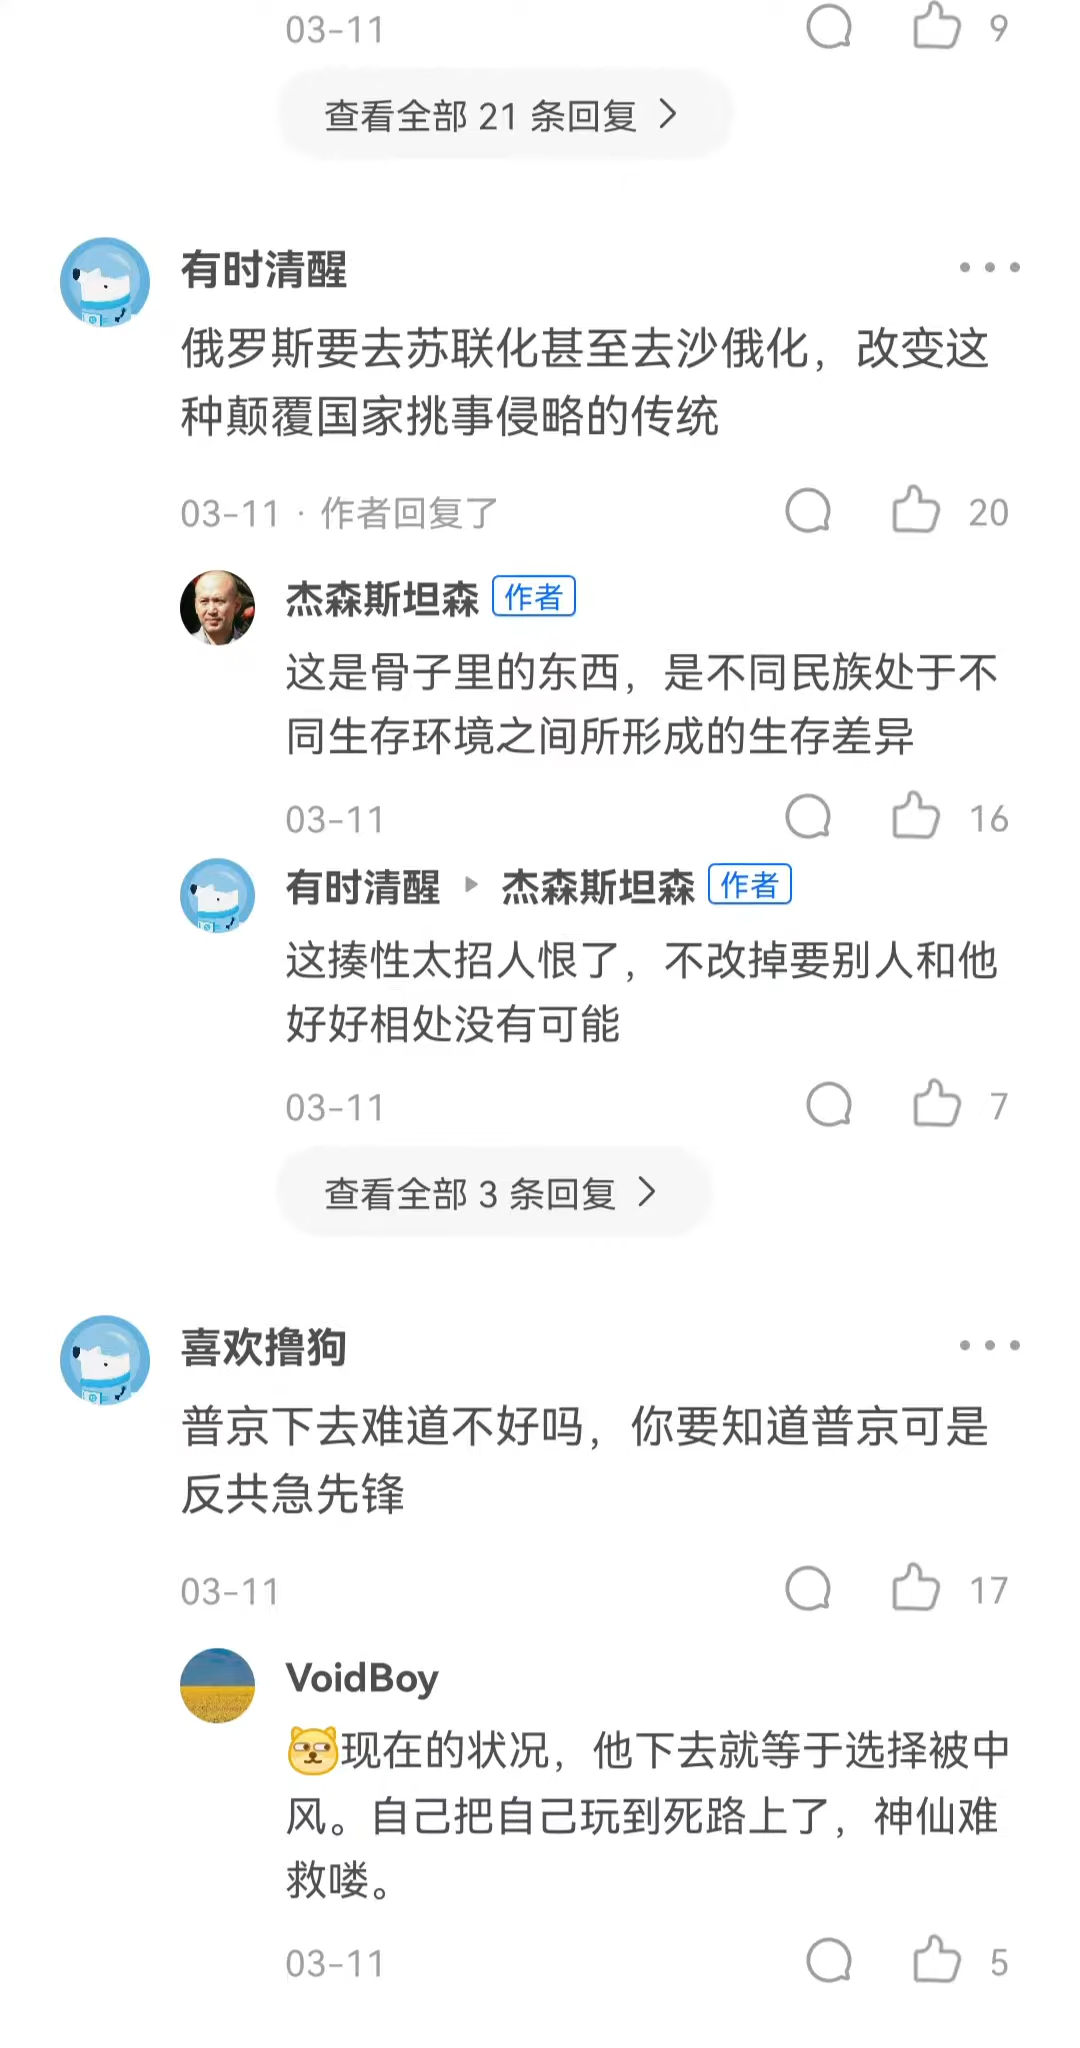 03-11 9
查看全部 21 条回复 >
有时清醒
俄罗斯要去苏联化甚至去沙俄化，改变这
种颠覆国家挑事侵略的传统
03-11 · 作者回复了 20
杰森斯坦森 作者
这是骨子里的东西，是不同民族处于不
同生存环境之间所形成的生存差异
03-11 16
有时清醒 ▸ 杰森斯坦森 作者
这揍性太招人恨了，不改掉要别人和他
好好相处没有可能
03-11 7
查看全部 3 条回复 >
喜欢撸狗
普京下去难道不好吗，你要知道普京可是
反共急先锋
03-11 17
VoidBoy
现在的状况，他下去就等于选择被中
风。自己把自己玩到死路上了，神仙难
救喽。
03-11 5